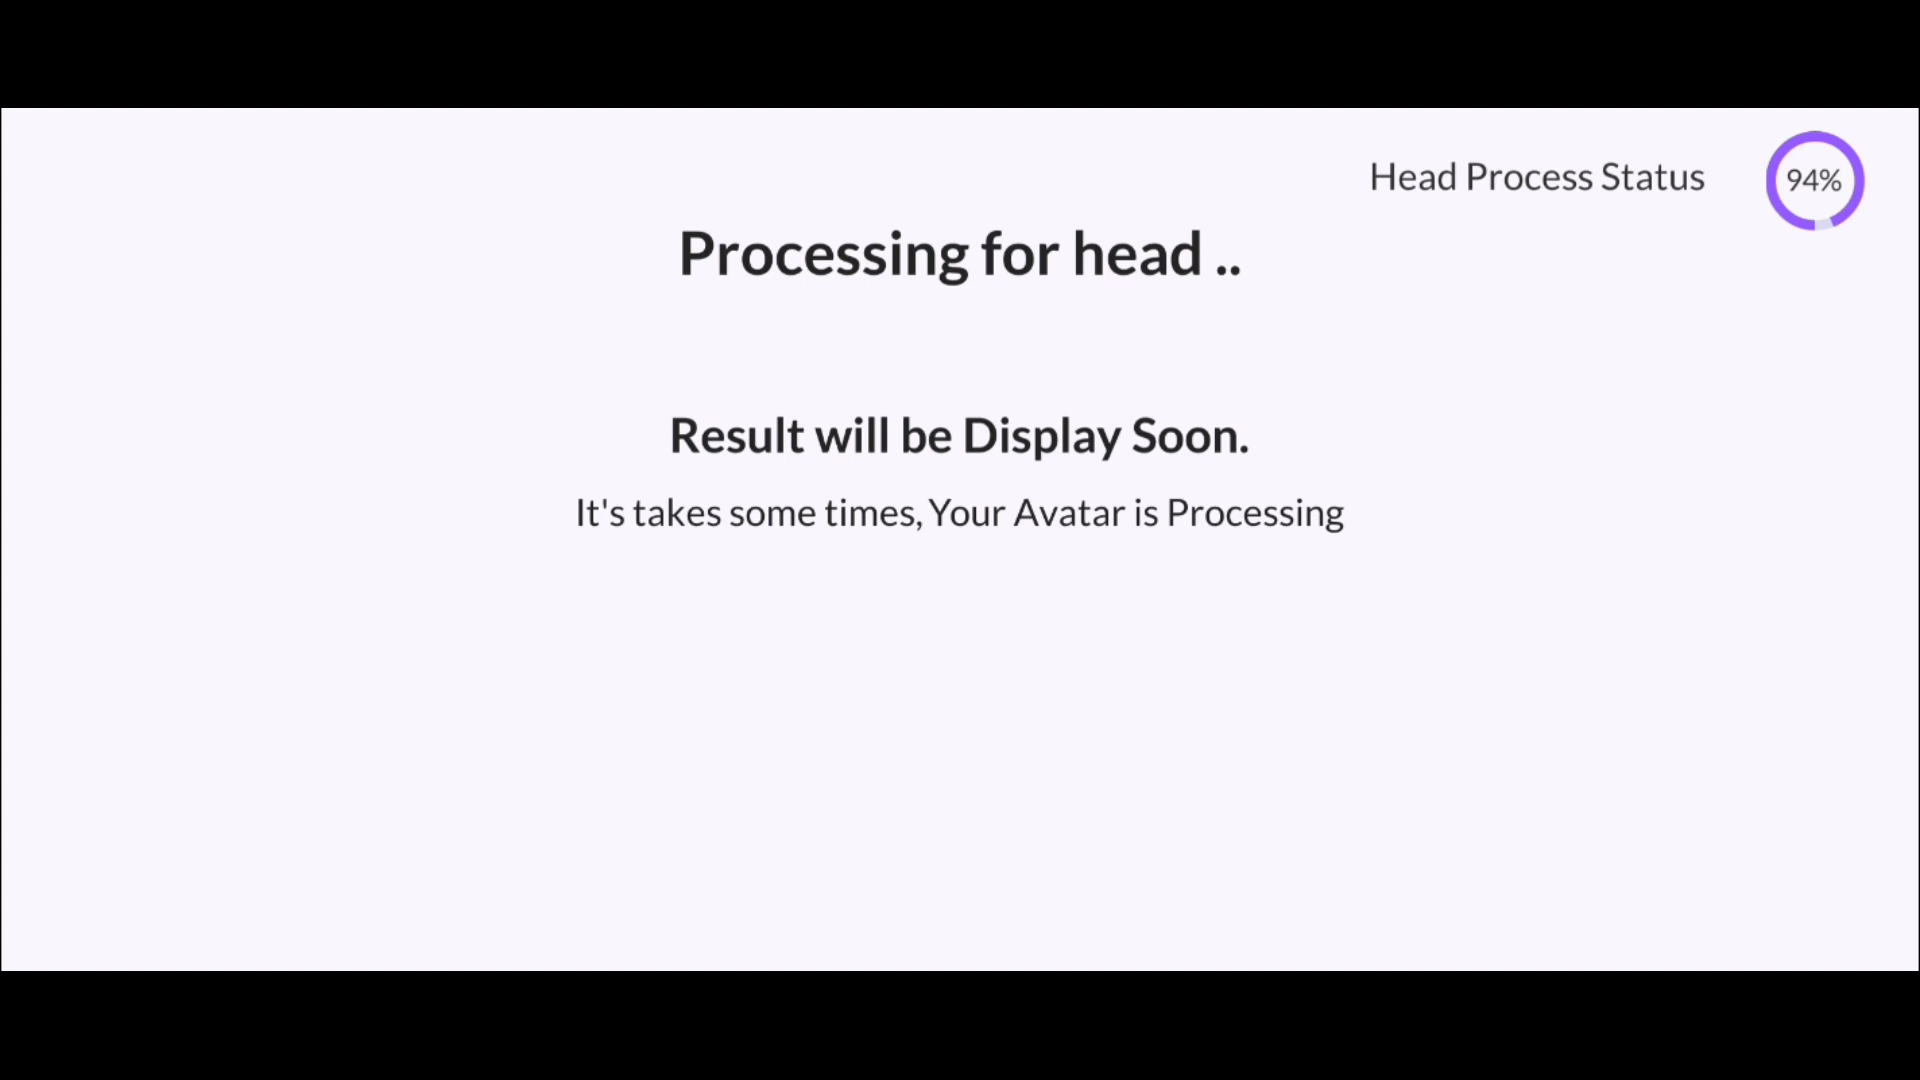 Head Process Status
94%
Processing for head ..
Result will be Display Soon.
It's takes some times, Your Avatar is Processing